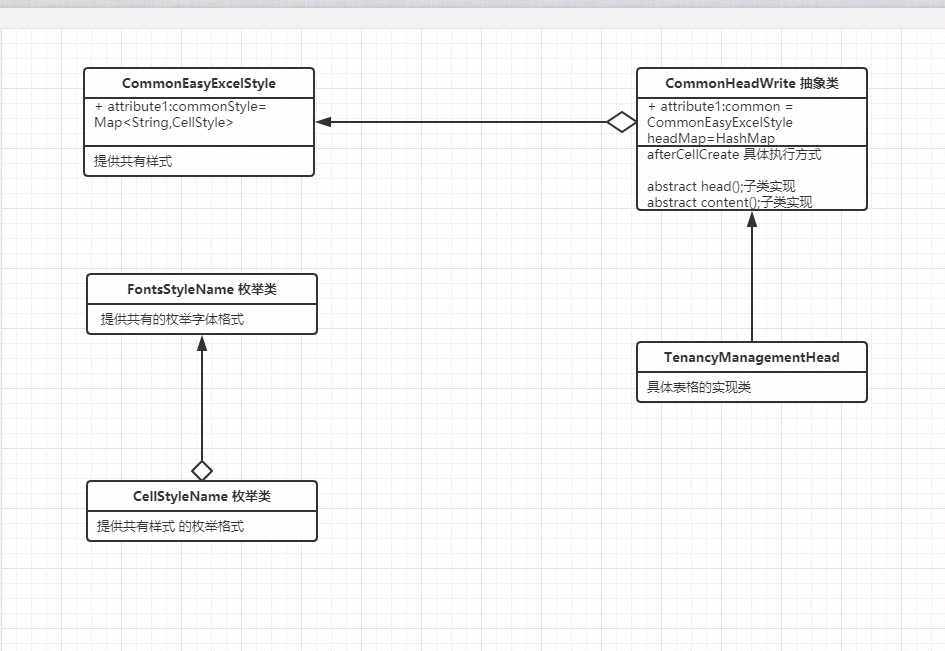 CommonEasyExcelStyle
+ attribute1:commonStyle=
Map<String,CellStyle>
提供共有样式
CommonHeadWrite 抽象类
+ attribute1:common =
CommonEasyExcelStyle
headMap=HashMap
afterCellCreate 具体执行方式
abstract head();子类实现
abstract content();子类实现
FontsStyleName 枚举类
提供共有的枚举字体格式
TenancyManagementHead
具体表格的实现类
CellStyleName 枚举类
提供共有样式 的枚举格式